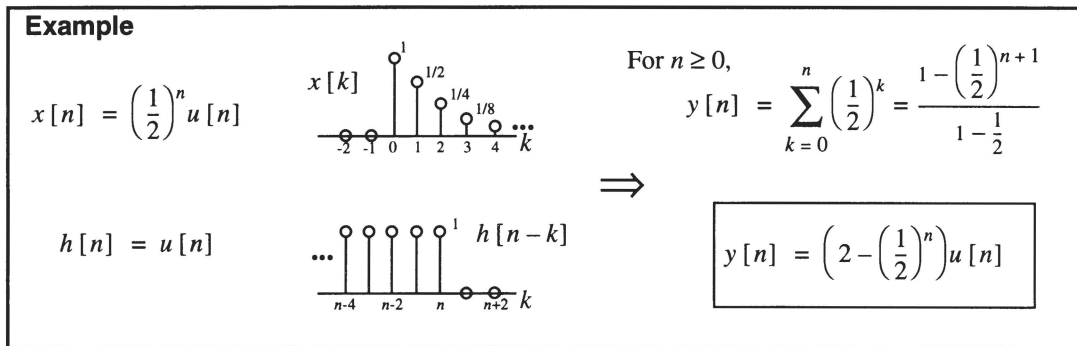 Example
x[n] = (1/2)^n u[n]
x[k]
1
1/2
1/4
1/8
...
-2 -1 0 1 2 3 4 k
For n ≥ 0,
y[n] = ∑_{k=0}^{n} (1/2)^k = (1 − (1/2)^{n+1}) / (1 − 1/2)
⇒
h[n] = u[n]
...
1
h[n−k]
n-4 n-2 n n+2 k
y[n] = (2 − (1/2)^n) u[n]